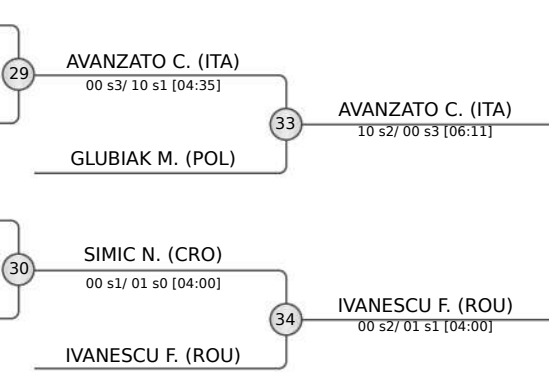 29
AVANZATO C. (ITA)
00 s3/ 10 s1 [04:35]
33
AVANZATO C. (ITA)
10 s2/ 00 s3 [06:11]
GLUBIAK M. (POL)
30
SIMIC N. (CRO)
00 s1/ 01 s0 [04:00]
34
IVANESCU F. (ROU)
00 s2/ 01 s1 [04:00]
IVANESCU F. (ROU)